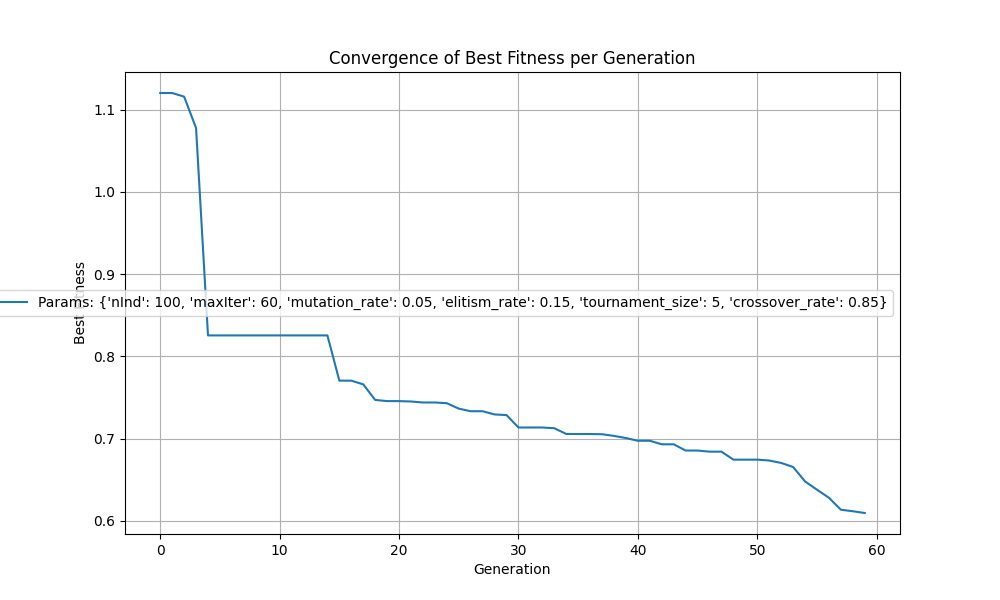 Convergence of Best Fitness per Generation
1.1
1.0
0.9
0.8
0.7
0.6
Best Fitness
Params: {'nInd': 100, 'maxIter': 60, 'mutation_rate': 0.05, 'elitism_rate': 0.15, 'tournament_size': 5, 'crossover_rate': 0.85}
0 10 20 30 40 50 60
Generation